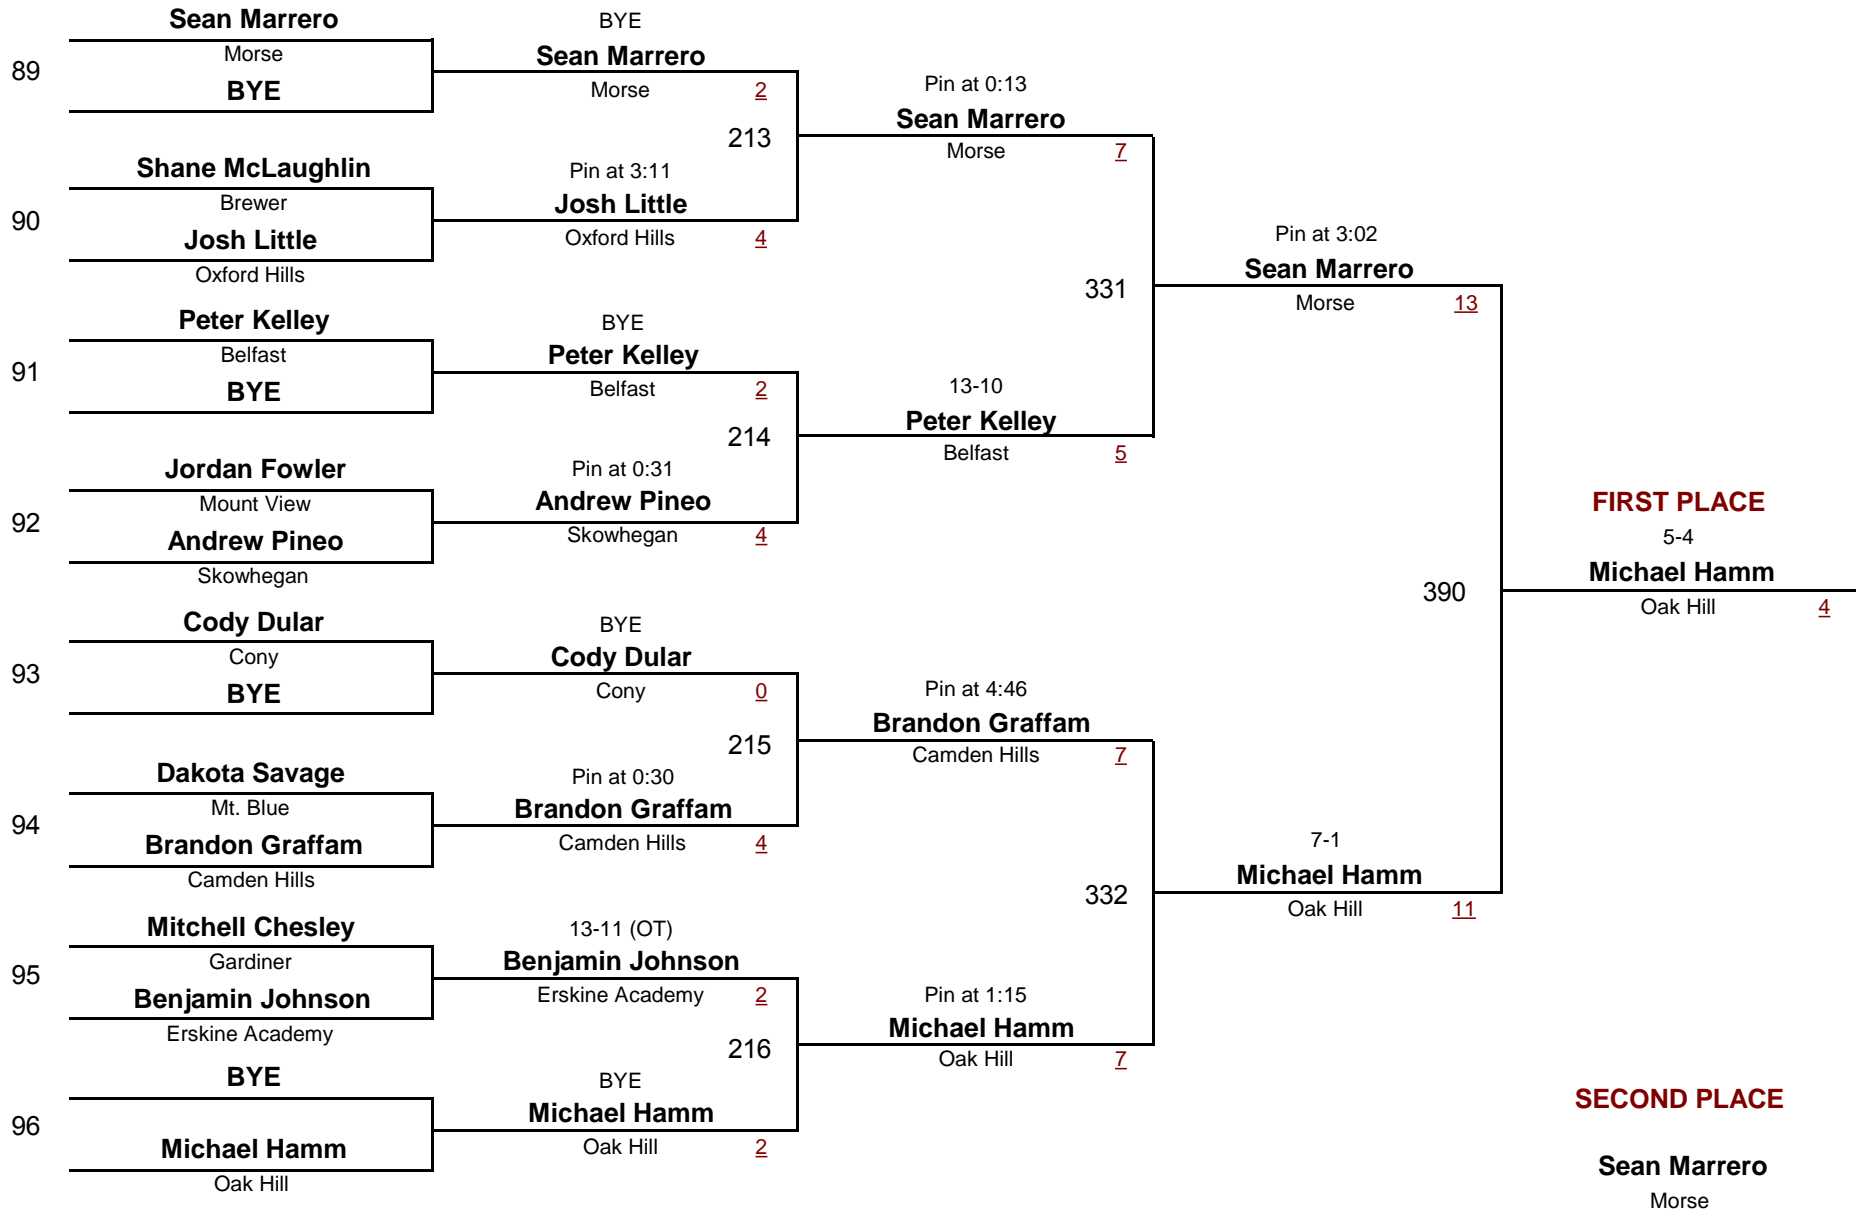 Sean Marrero
Morse
89
BYE
Shane McLaughlin
Brewer
90
Josh Little
Oxford Hills
Peter Kelley
Belfast
91
BYE
Jordan Fowler
Mount View
92
Andrew Pineo
Skowhegan
Cody Dular
Cony
93
BYE
Dakota Savage
Mt. Blue
94
Brandon Graffam
Camden Hills
Mitchell Chesley
Gardiner
95
Benjamin Johnson
Erskine Academy
BYE
96
Michael Hamm
Oak Hill
BYE
Sean Marrero
Morse 2
213
Pin at 3:11
Josh Little
Oxford Hills 4
BYE
Peter Kelley
Belfast 2
214
Pin at 0:31
Andrew Pineo
Skowhegan 4
BYE
Cody Dular
Cony 0
215
Pin at 0:30
Brandon Graffam
Camden Hills 4
13-11 (OT)
Benjamin Johnson
Erskine Academy 2
216
BYE
Michael Hamm
Oak Hill 2
Pin at 0:13
Sean Marrero
Morse 7
331
13-10
Peter Kelley
Belfast 5
Pin at 4:46
Brandon Graffam
Camden Hills 7
332
Pin at 1:15
Michael Hamm
Oak Hill 7
Pin at 3:02
Sean Marrero
Morse 13
390
7-1
Michael Hamm
Oak Hill 11
FIRST PLACE
5-4
Michael Hamm
Oak Hill 4
SECOND PLACE
Sean Marrero
Morse